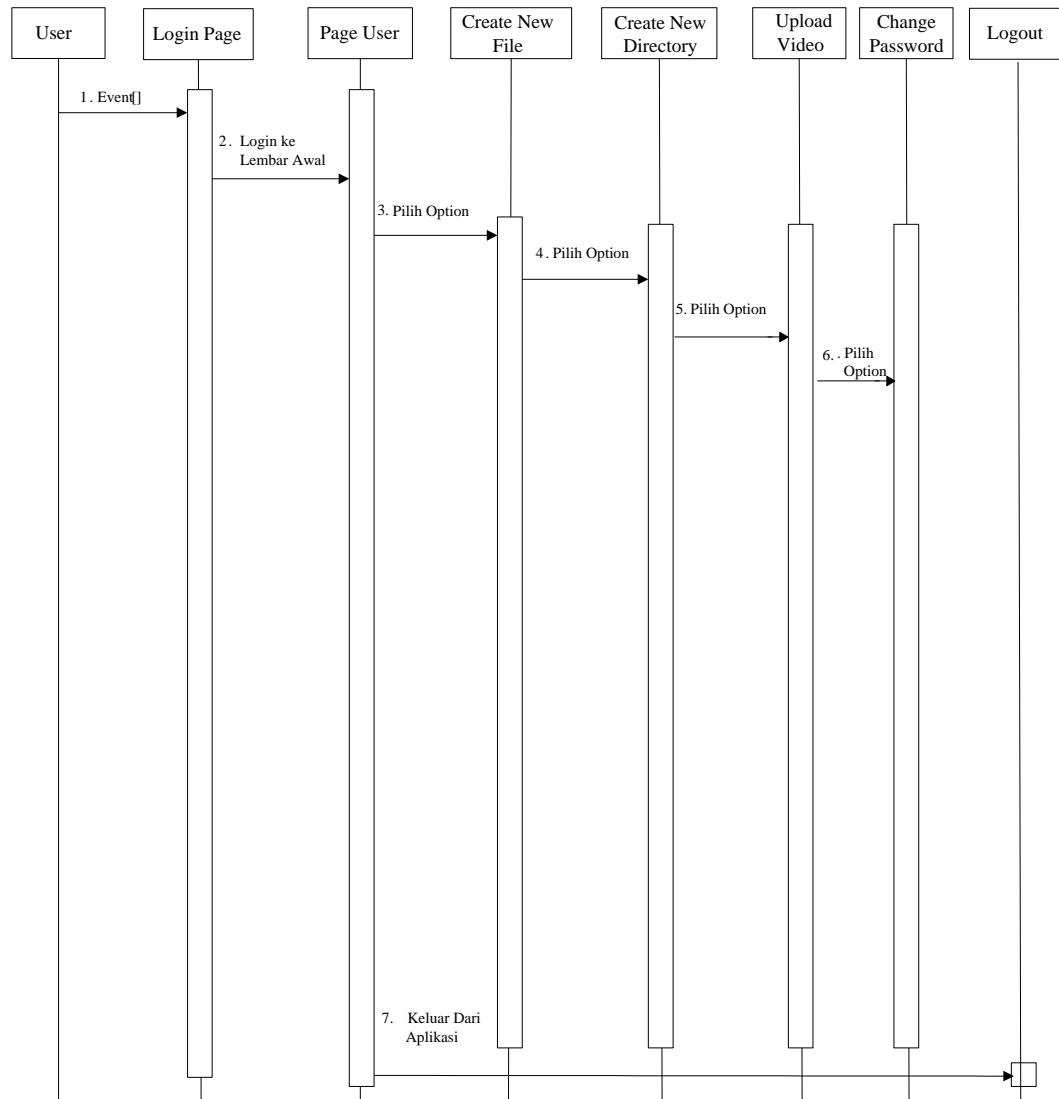 User
Login Page
Page User
Create New
File
Create New
Directory
Upload
Video
Change
Password
Logout
1. Event[]
2. Login ke
Lembar Awal
3. Pilih Option
4. Pilih Option
5. Pilih Option
6. . Pilih
Option
7. Keluar Dari
Aplikasi